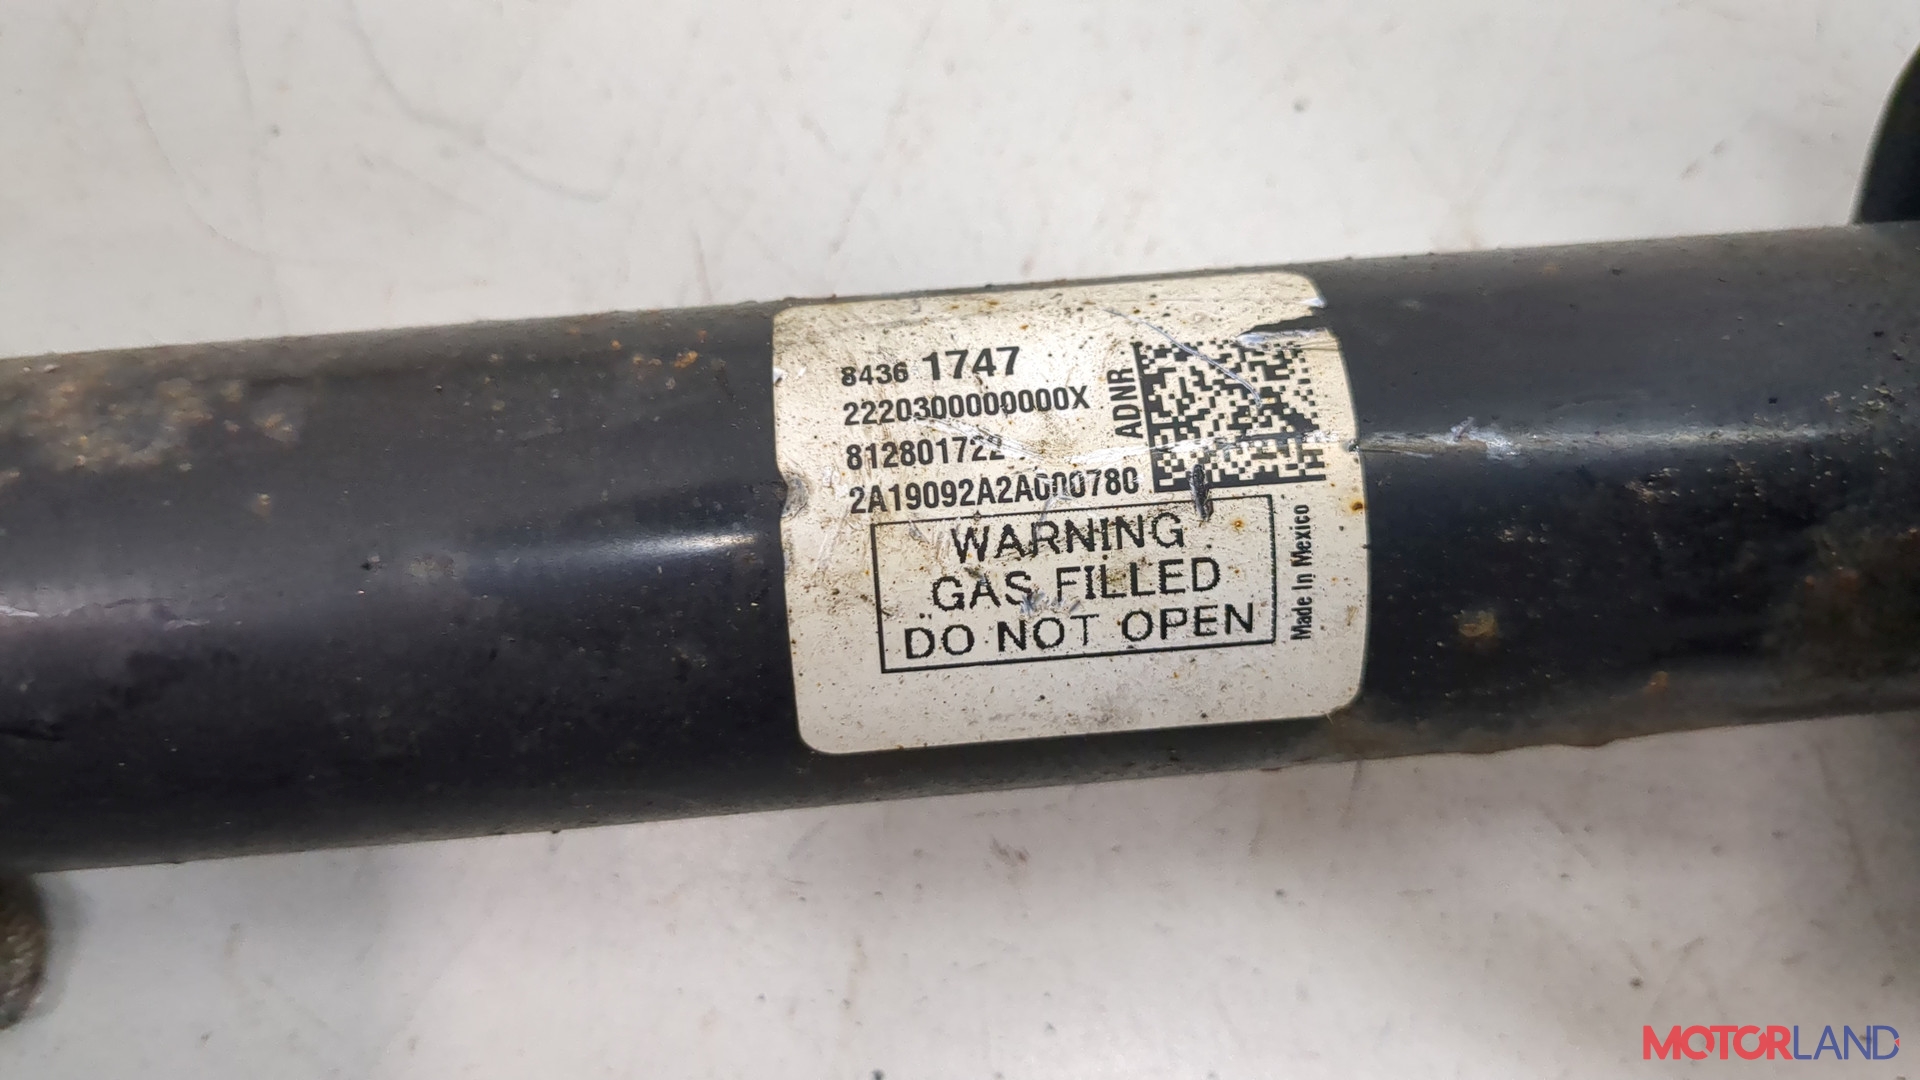 8436 1747
2220300000000X
812801722
2A19092A2A000780
ADNR
WARNING
GAS FILLED
DO NOT OPEN
Made In Mexico
MOTORLAND